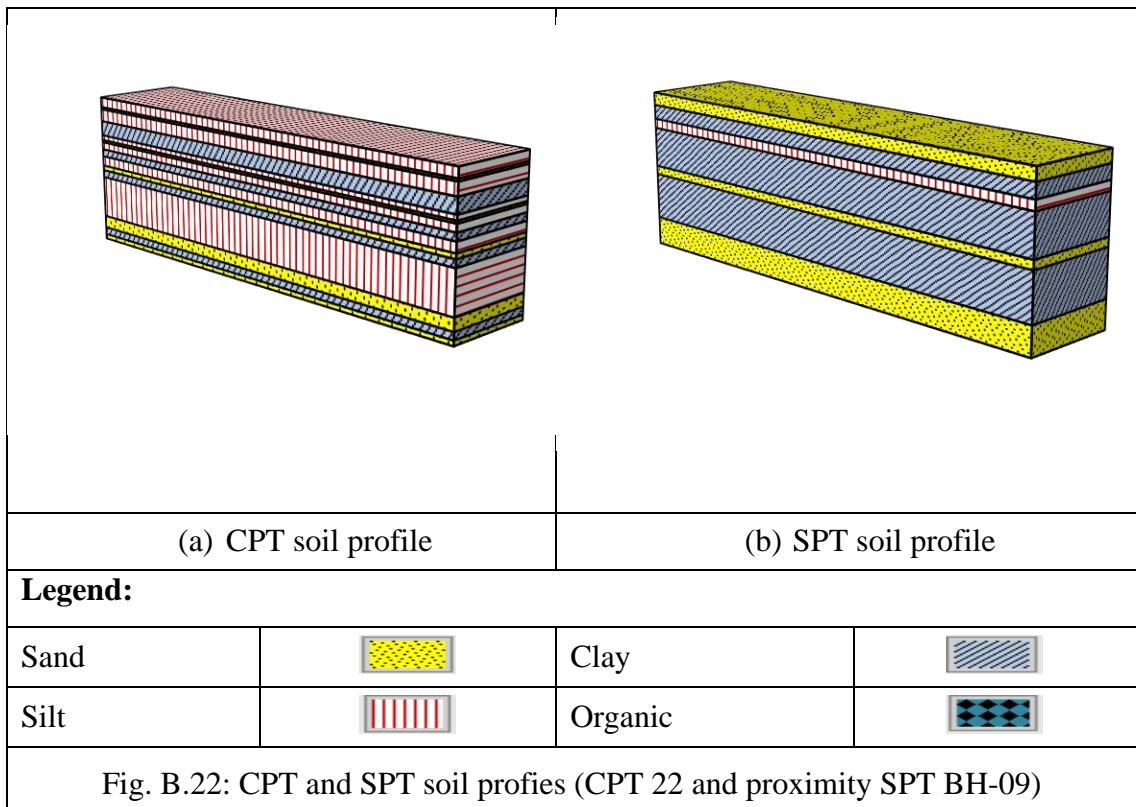 (a) CPT soil profile
(b) SPT soil profile
Legend:
Sand
Clay
Silt
Organic
Fig. B.22: CPT and SPT soil profies (CPT 22 and proximity SPT BH-09)